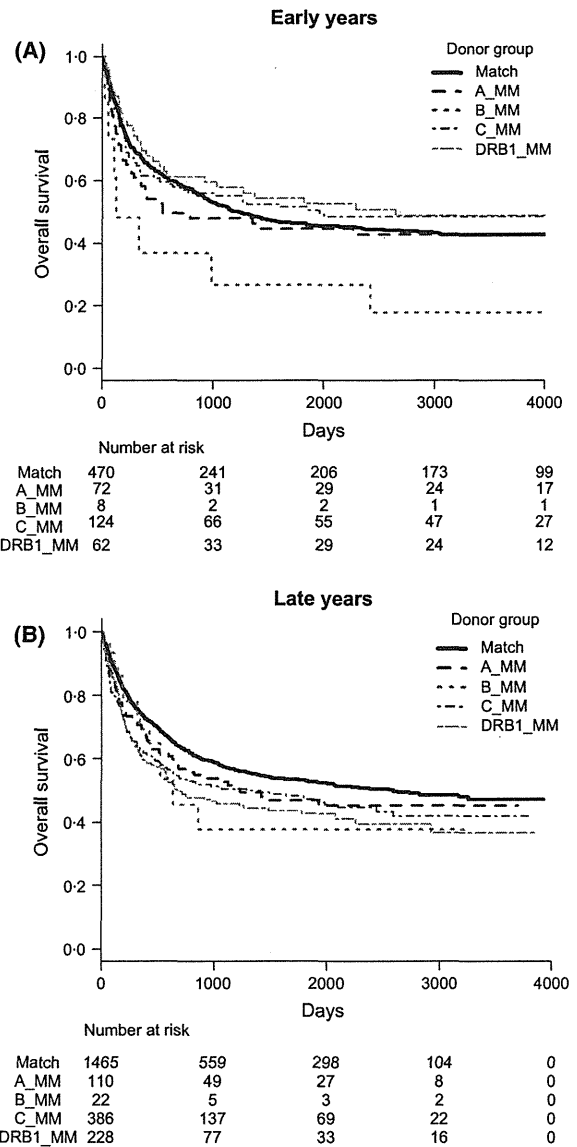 Early years
(A)
Donor group
Match
A_MM
B_MM
C_MM
DRB1_MM
Overall survival
1·0
0·8
0·6
0·4
0·2
0·0
0 1000 2000 3000 4000
Days
Number at risk
Match 470 241 206 173 99
A_MM 72 31 29 24 17
B_MM 8 2 2 1 1
C_MM 124 66 55 47 27
DRB1_MM 62 33 29 24 12
Late years
(B)
Donor group
Match
A_MM
B_MM
C_MM
DRB1_MM
Overall survival
1·0
0·8
0·6
0·4
0·2
0·0
0 1000 2000 3000 4000
Days
Number at risk
Match 1465 559 298 104 0
A_MM 110 49 27 8 0
B_MM 22 5 3 2 0
C_MM 386 137 69 22 0
DRB1_MM 228 77 33 16 0